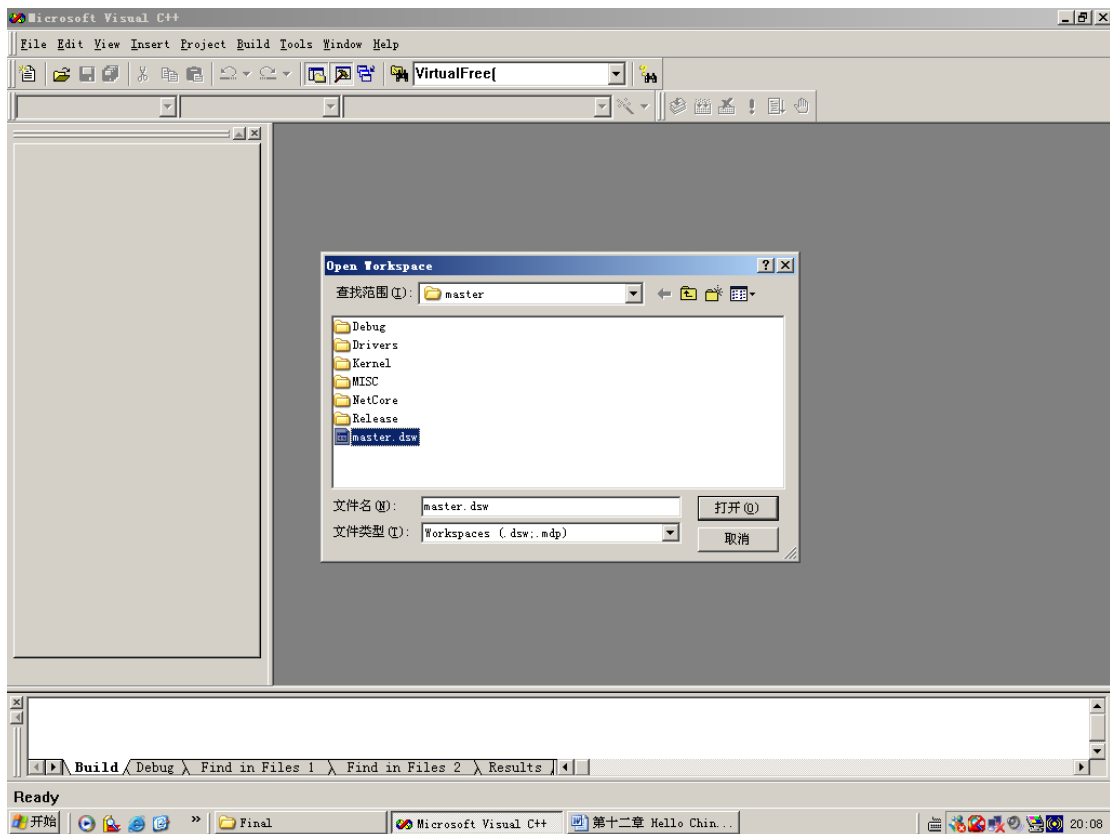 Microsoft Visual C++
File Edit View Insert Project Build Tools Window Help
VirtualFree(
Open Workspace
查找范围(I):
master
Debug
Drivers
Kernel
MISC
NetCore
Release
master.dsw
文件名(N):
master.dsw
打开(O)
文件类型(T):
Workspaces (.dsw;.mdp)
取消
Build Debug Find in Files 1 Find in Files 2 Results
Ready
开始 » Final Microsoft Visual C++ 第十二章 Hello Chin... 20:08